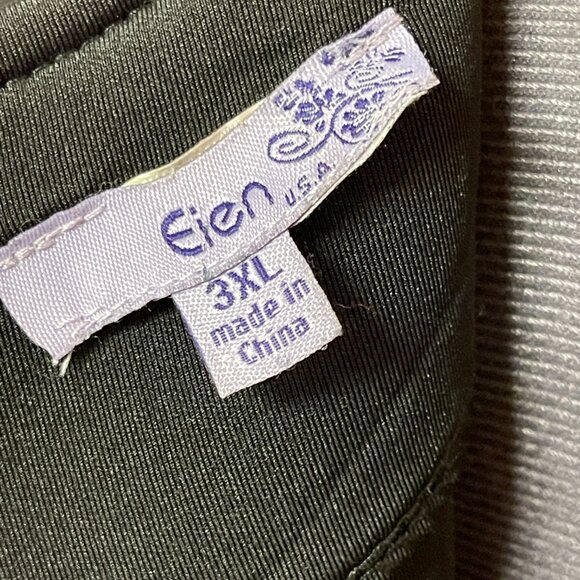 Eien
U.S.A
3XL
made in
China